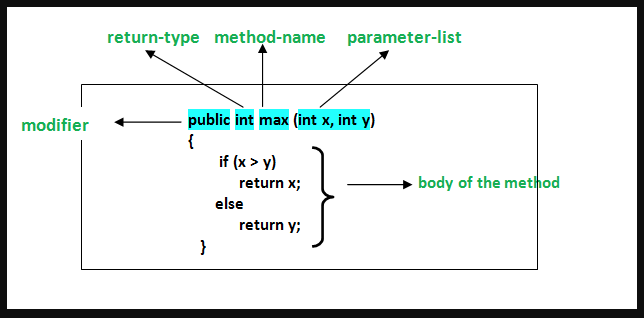 return-type method-name parameter-list
modifier public int max (int x, int y)
{
if (x > y)
return x; body of the method
else
return y;
}